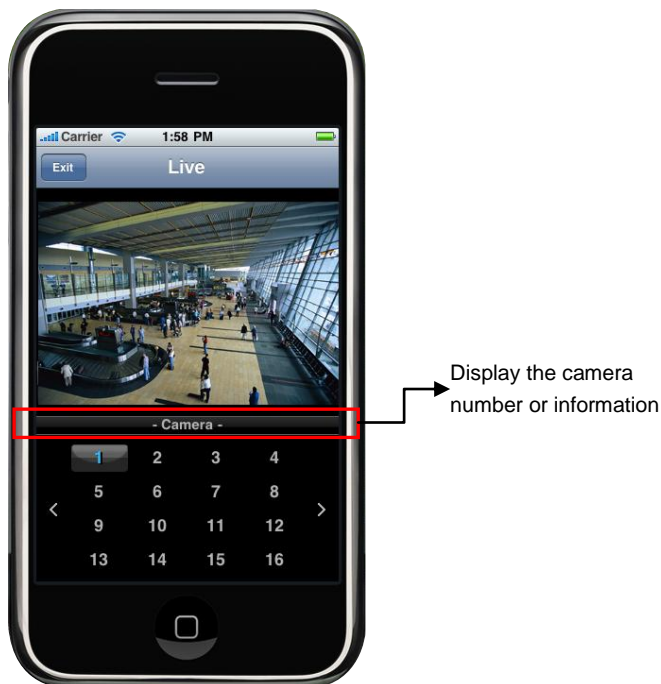 Carrier 1:58 PM
Exit Live
- Camera -
Display the camera
number or information
1 2 3 4
5 6 7 8
< >
9 10 11 12
13 14 15 16